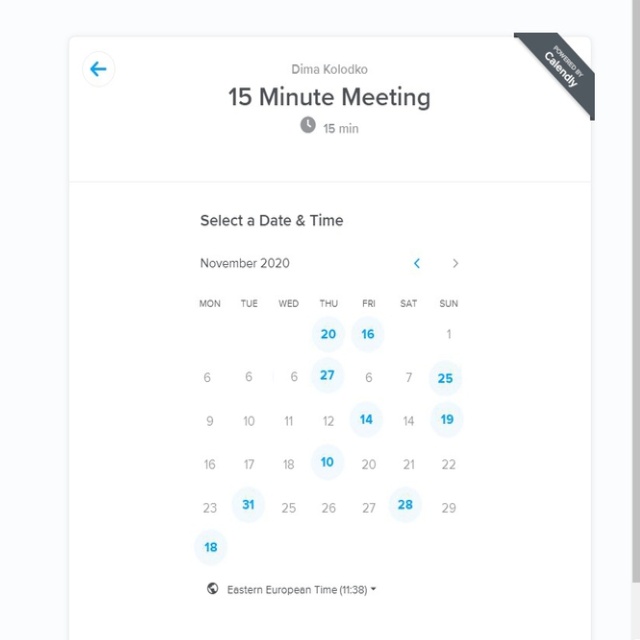 POWERED BY
Calendly
Dima Kolodko
15 Minute Meeting
15 min
Select a Date & Time
November 2020
MON TUE WED THU FRI SAT SUN
20 16 1
6 6 6 27 6 7 25
9 10 11 12 14 14 19
16 17 18 10 20 21 22
23 31 25 26 27 28 29
18
Eastern European Time (11:38)